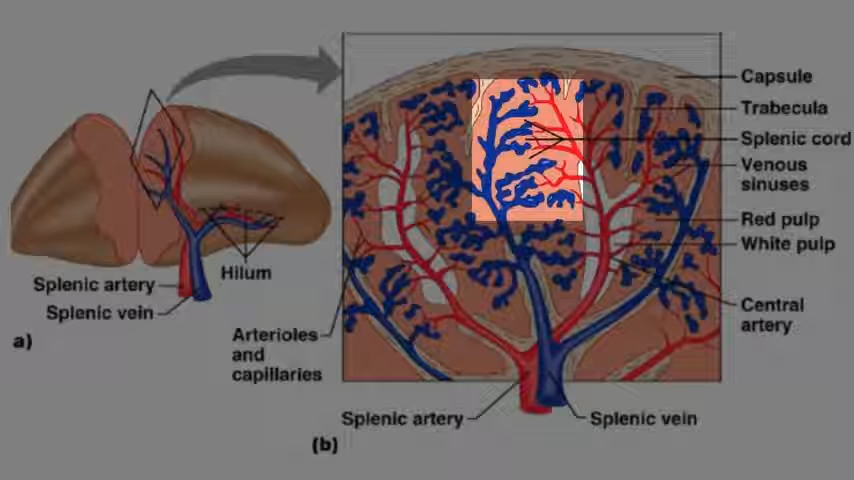 Capsule
Trabecula
Splenic cord
Venous
sinuses
Red pulp
White pulp
Central
artery
Hilum
Splenic artery
Splenic vein
a)
Arterioles
and
capillaries
Splenic artery
Splenic vein
(b)